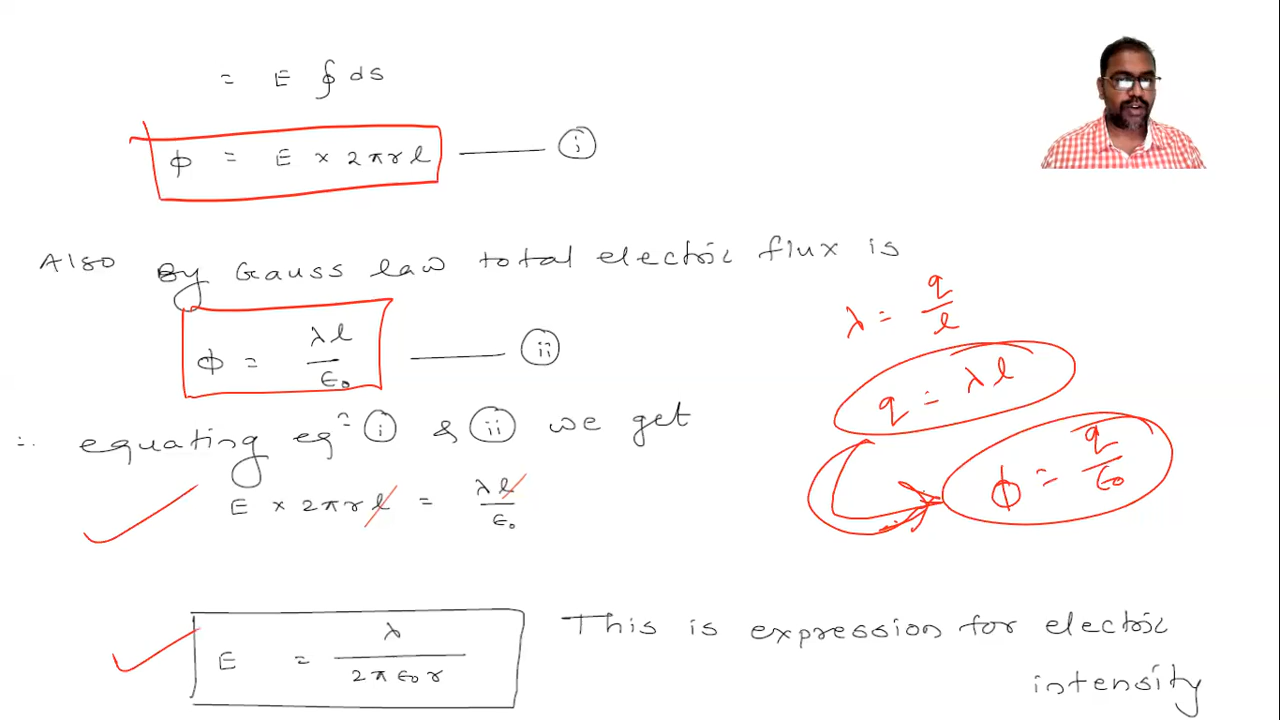 = E ∮ ds
ϕ = E × 2πrl —— (i)
Also By Gauss law total electric flux is
ϕ = λl / ε₀ —— (ii)
λ = q / l
q = λl
ϕ = q / ε₀
∴ equating eqⁿ (i) & (ii) we get
E × 2πrl = λl / ε₀
E = λ / 2πε₀r
This is expression for electric
intensity